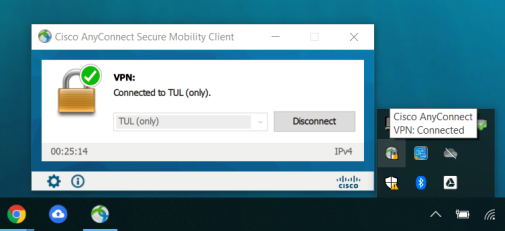 Cisco AnyConnect Secure Mobility Client
VPN:
Connected to TUL (only).
TUL (only)
Disconnect
00:25:14
IPv4
CISCO
Cisco AnyConnect
VPN: Connected